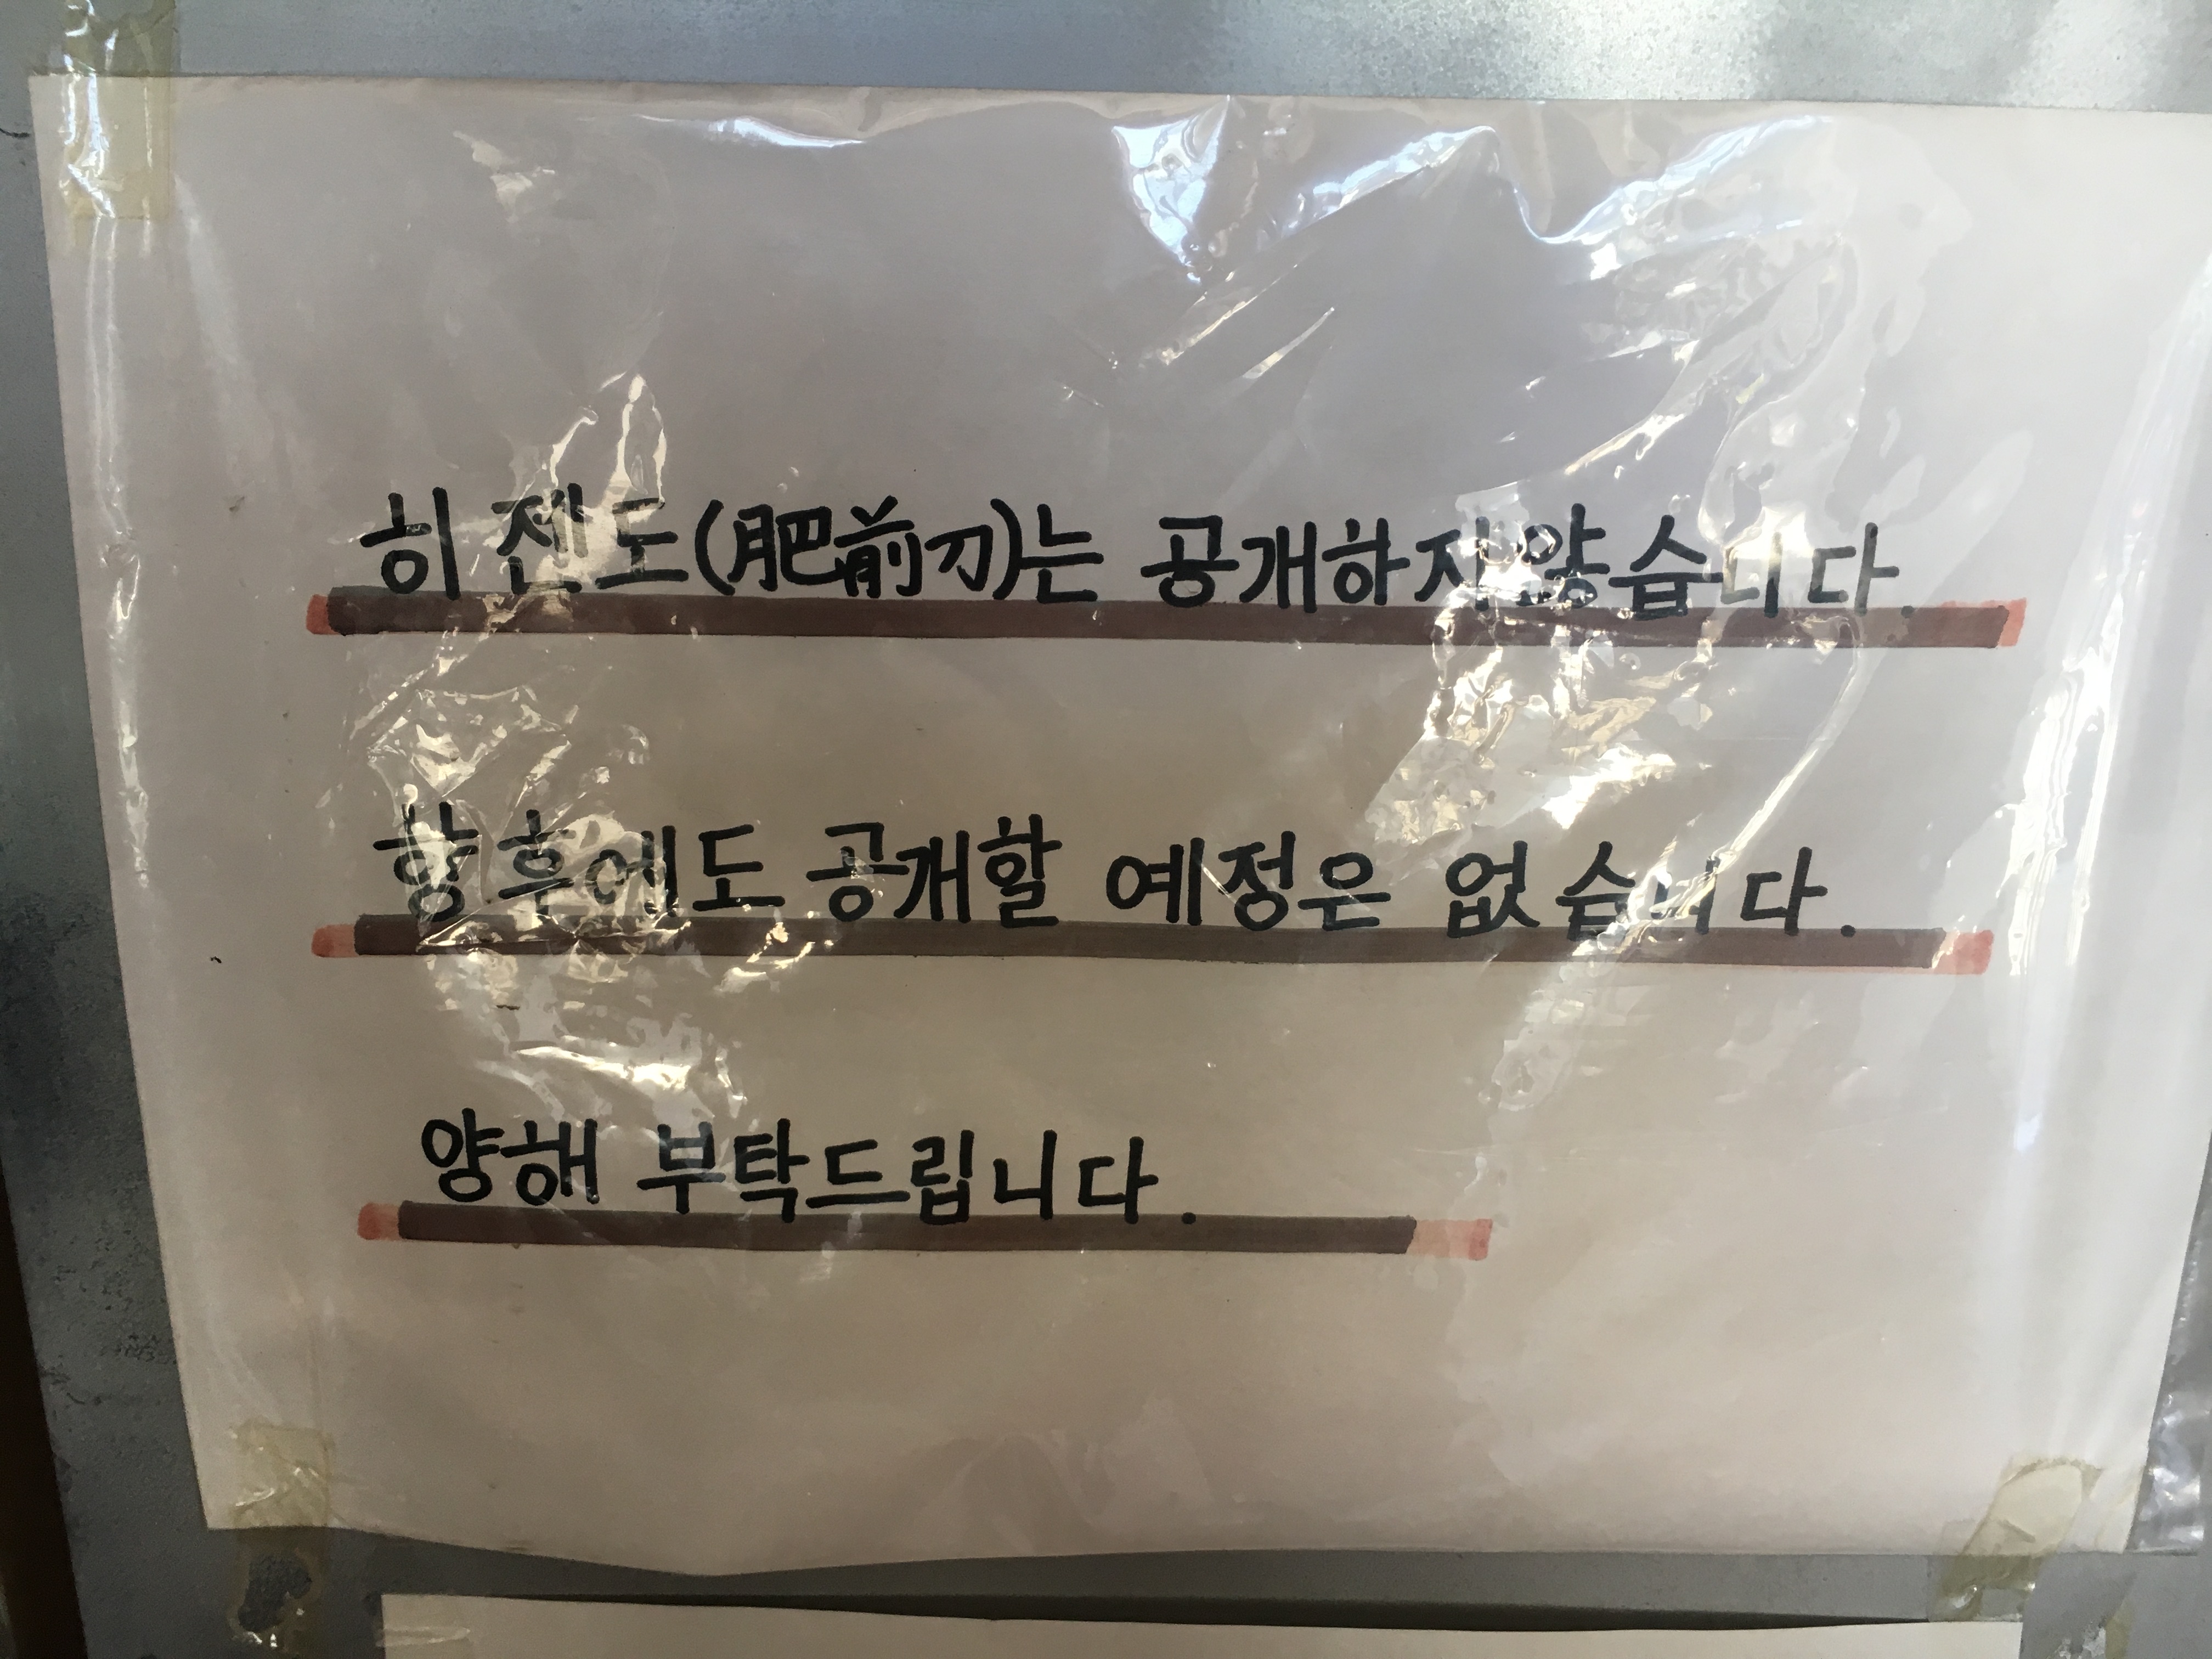 히젠도(肥前刀)는 공개하지않습니다.
향후에도 공개할 예정은 없습니다.
양해 부탁드립니다.